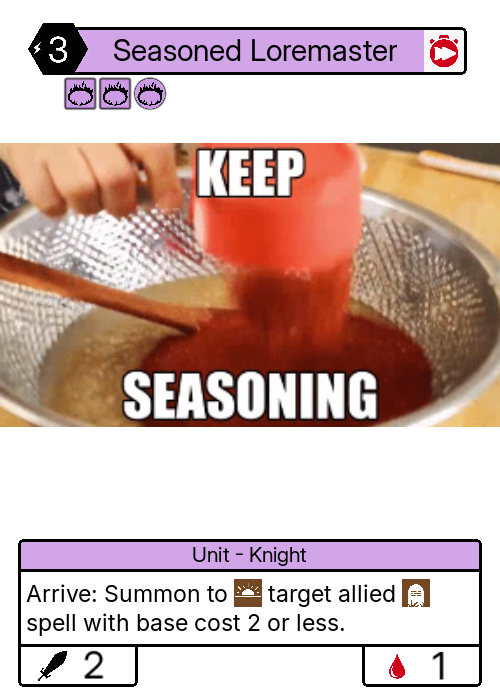 3
Seasoned Loremaster
KEEP
SEASONING
Unit - Knight
Arrive: Summon to target allied
spell with base cost 2 or less.
2
1